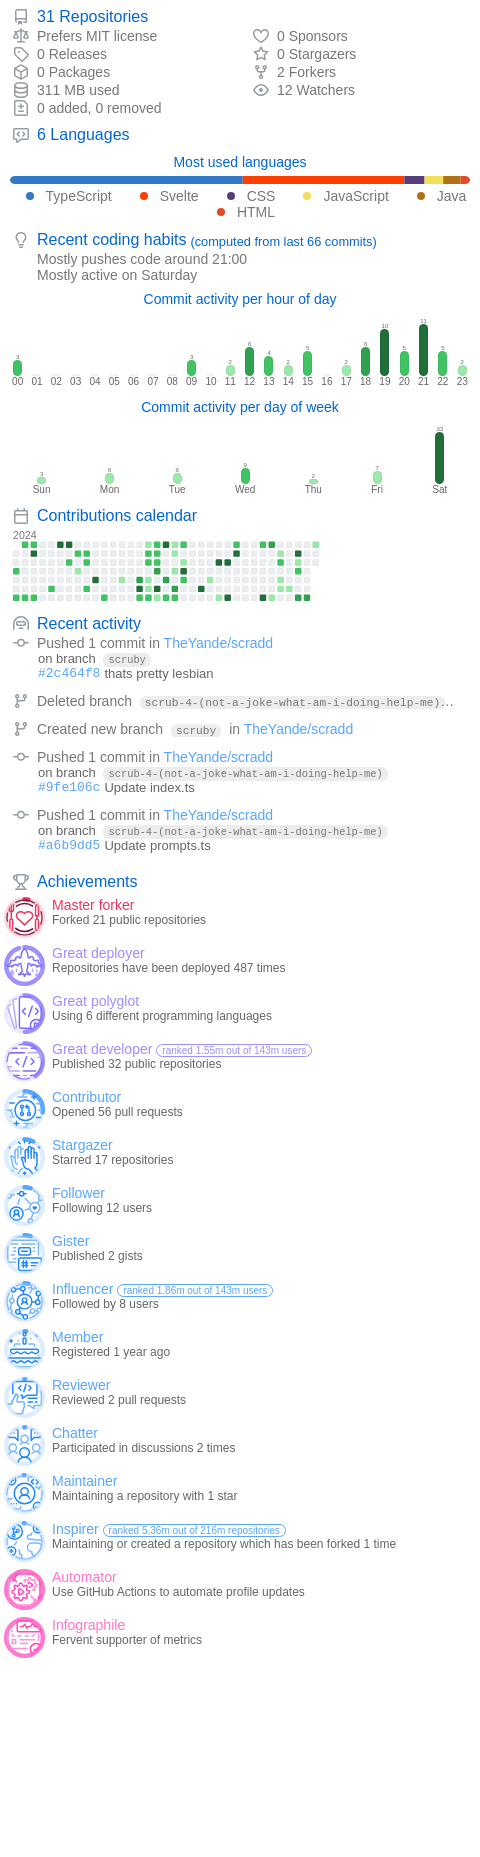 31 Repositories
Prefers MIT license
0 Sponsors
0 Releases
0 Stargazers
0 Packages
2 Forkers
311 MB used
12 Watchers
0 added, 0 removed
6 Languages
Most used languages
TypeScript Svelte CSS JavaScript Java
HTML
Recent coding habits (computed from last 66 commits)
Mostly pushes code around 21:00
Mostly active on Saturday
Commit activity per hour of day
3 3 2 6 4 2 5 2 6 10 5 11 5 2
00 01 02 03 04 05 06 07 08 09 10 11 12 13 14 15 16 17 18 19 20 21 22 23
Commit activity per day of week
3 6 6 9 2 7 33
Sun Mon Tue Wed Thu Fri Sat
Contributions calendar
2024
Recent activity
Pushed 1 commit in TheYande/scradd
on branch scruby
#2c464f8 thats pretty lesbian
Deleted branch scrub-4-(not-a-joke-what-am-i-doing-help-me)…
Created new branch scruby in TheYande/scradd
Pushed 1 commit in TheYande/scradd
on branch scrub-4-(not-a-joke-what-am-i-doing-help-me)
#9fe106c Update index.ts
Pushed 1 commit in TheYande/scradd
on branch scrub-4-(not-a-joke-what-am-i-doing-help-me)
#a6b9dd5 Update prompts.ts
Achievements
Master forker
Forked 21 public repositories
Great deployer
Repositories have been deployed 487 times
Great polyglot
Using 6 different programming languages
Great developer ranked 1.55m out of 143m users
Published 32 public repositories
Contributor
Opened 56 pull requests
Stargazer
Starred 17 repositories
Follower
Following 12 users
Gister
Published 2 gists
Influencer ranked 1.86m out of 143m users
Followed by 8 users
Member
Registered 1 year ago
Reviewer
Reviewed 2 pull requests
Chatter
Participated in discussions 2 times
Maintainer
Maintaining a repository with 1 star
Inspirer ranked 5.36m out of 216m repositories
Maintaining or created a repository which has been forked 1 time
Automator
Use GitHub Actions to automate profile updates
Infographile
Fervent supporter of metrics